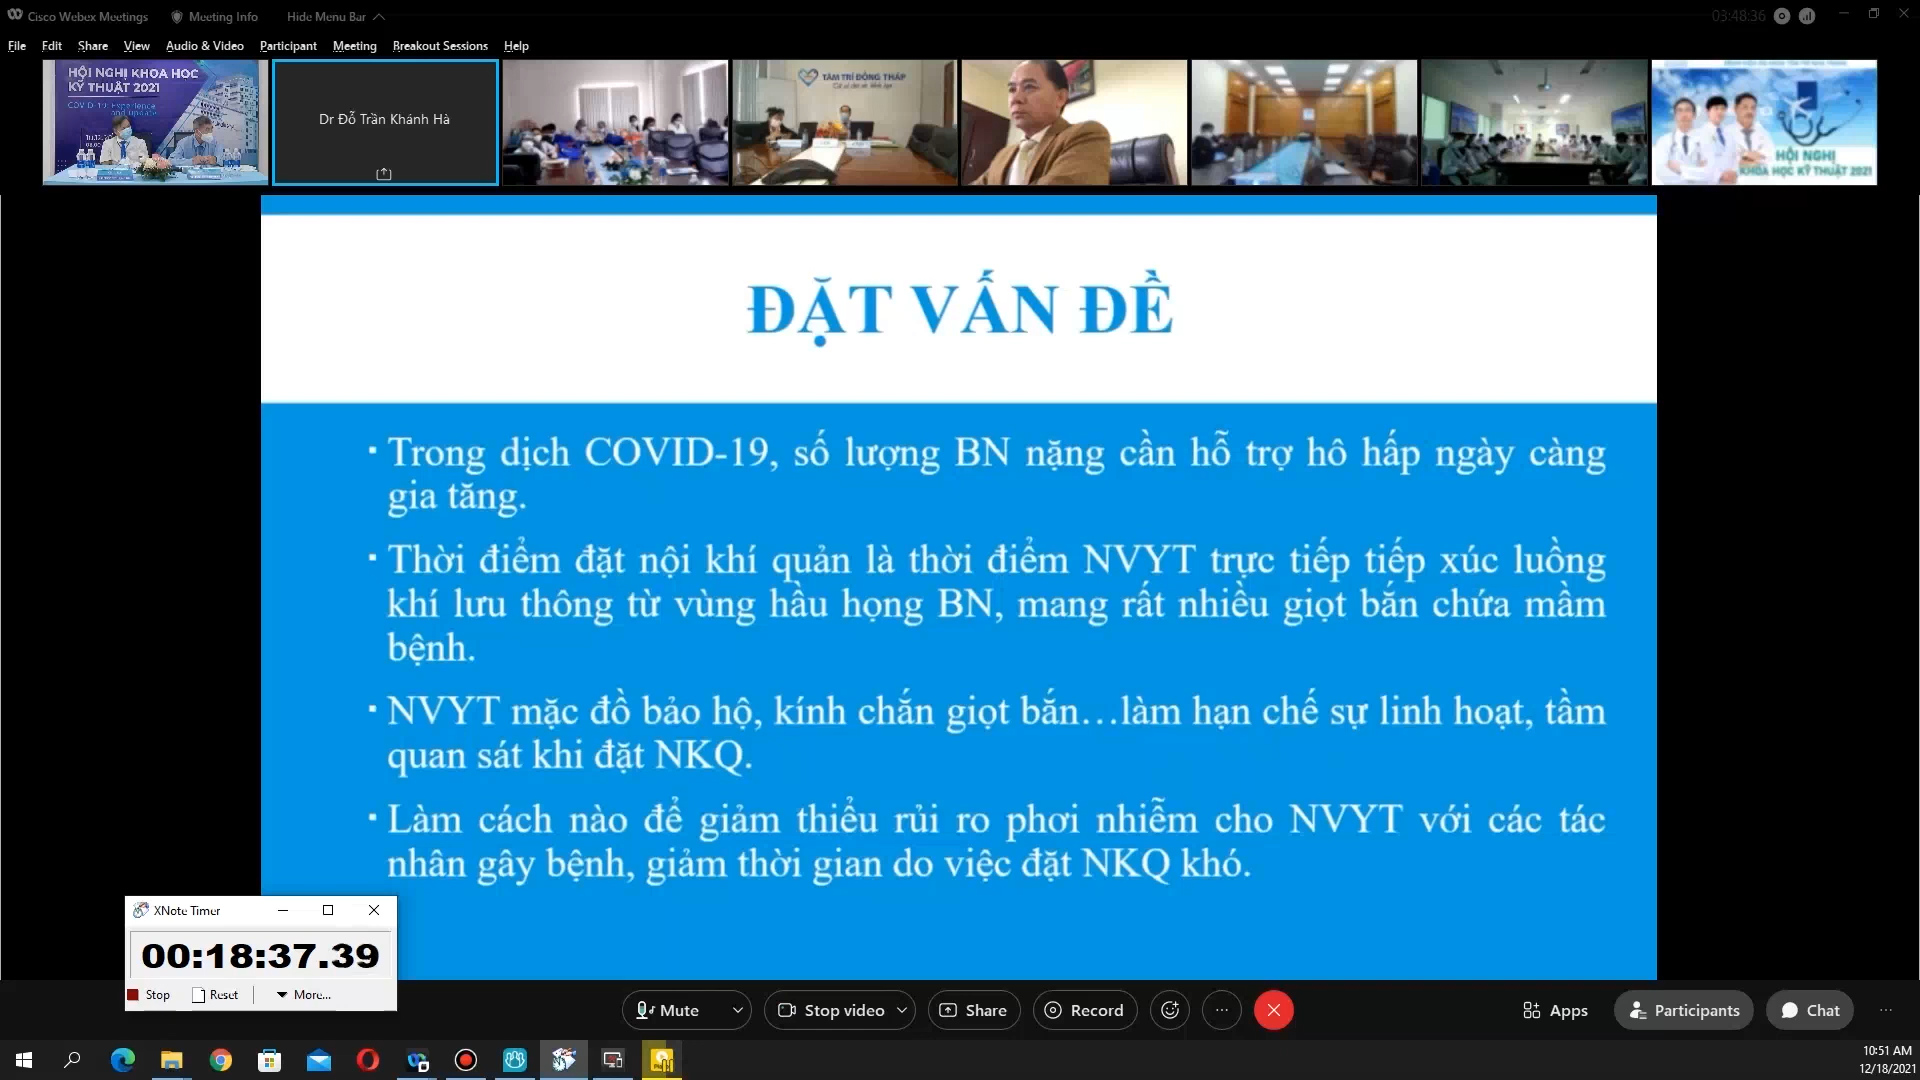 Cisco Webex Meetings
Meeting Info
Hide Menu Bar
03:48:36
File Edit Share View Audio & Video Participant Meeting Breakout Sessions Help
HỘI NGHỊ KHOA HỌC
KỸ THUẬT 2021
COVID-19: Experience
and update
Dr Đỗ Trần Khánh Hà
TÂM TRÍ ĐỒNG THÁP
HỘI NGHỊ
KHOA HỌC KỸ THUẬT 2021
ĐẶT VẤN ĐỀ
▪ Trong dịch COVID-19, số lượng BN nặng cần hỗ trợ hô hấp ngày càng
gia tăng.
▪ Thời điểm đặt nội khí quản là thời điểm NVYT trực tiếp tiếp xúc luồng
khí lưu thông từ vùng hầu họng BN, mang rất nhiều giọt bắn chứa mầm
bệnh.
▪ NVYT mặc đồ bảo hộ, kính chắn giọt bắn...làm hạn chế sự linh hoạt, tầm
quan sát khi đặt NKQ.
▪ Làm cách nào để giảm thiểu rủi ro phơi nhiễm cho NVYT với các tác
nhân gây bệnh, giảm thời gian do việc đặt NKQ khó.
XNote Timer
00:18:37.39
Stop Reset More...
Mute Stop video Share Record Apps Participants Chat
10:51 AM
12/18/2021